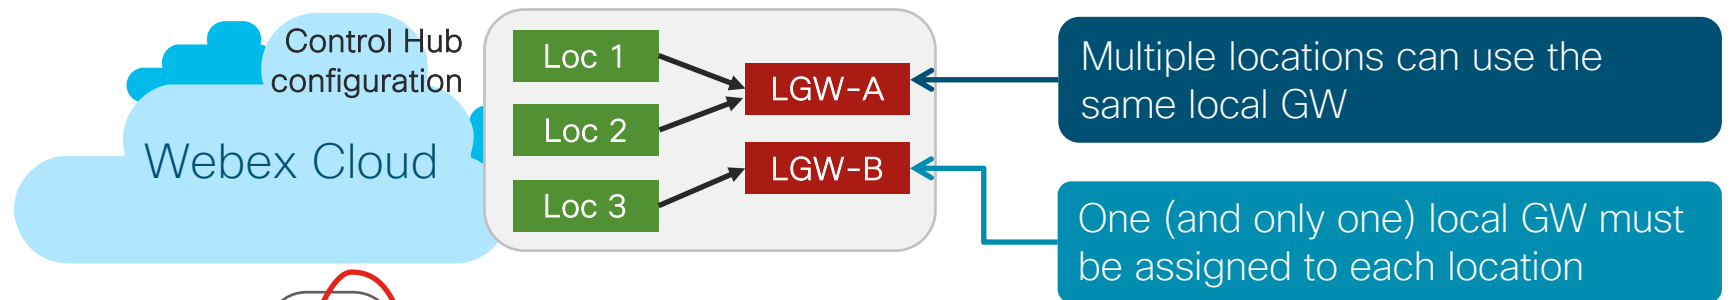 Control Hub
configuration
Webex Cloud
Loc 1
Loc 2
Loc 3
LGW-A
LGW-B
Multiple locations can use the
same local GW
One (and only one) local GW must
be assigned to each location